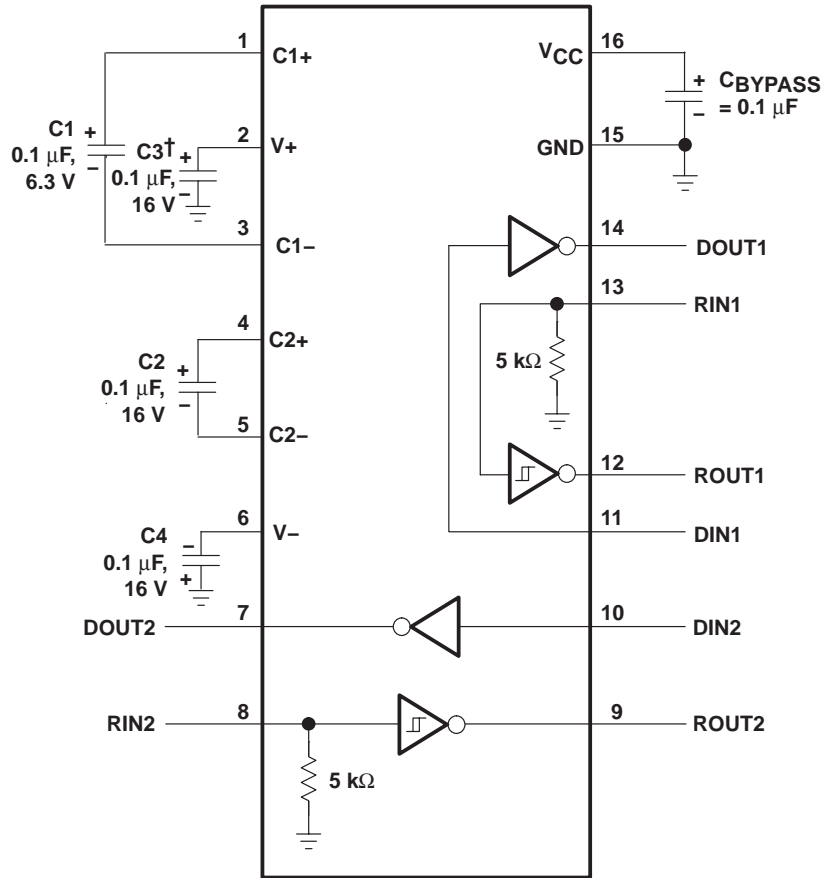 1
C1+
C1
0.1 μF,
6.3 V
+
−
2
V+
C3†
0.1 μF,
16 V
+
−
3
C1−
4
C2+
C2
0.1 μF,
16 V
+
−
5
C2−
6
V−
C4
0.1 μF,
16 V
−
+
DOUT2
7
RIN2
8
5 kΩ
VCC
16
+
−
CBYPASS
= 0.1 μF
GND
15
14
DOUT1
13
RIN1
5 kΩ
12
ROUT1
11
DIN1
10
DIN2
9
ROUT2